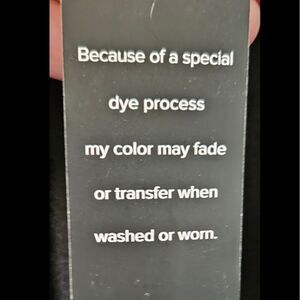 Because of a special
dye process
my color may fade
or transfer when
washed or worn.